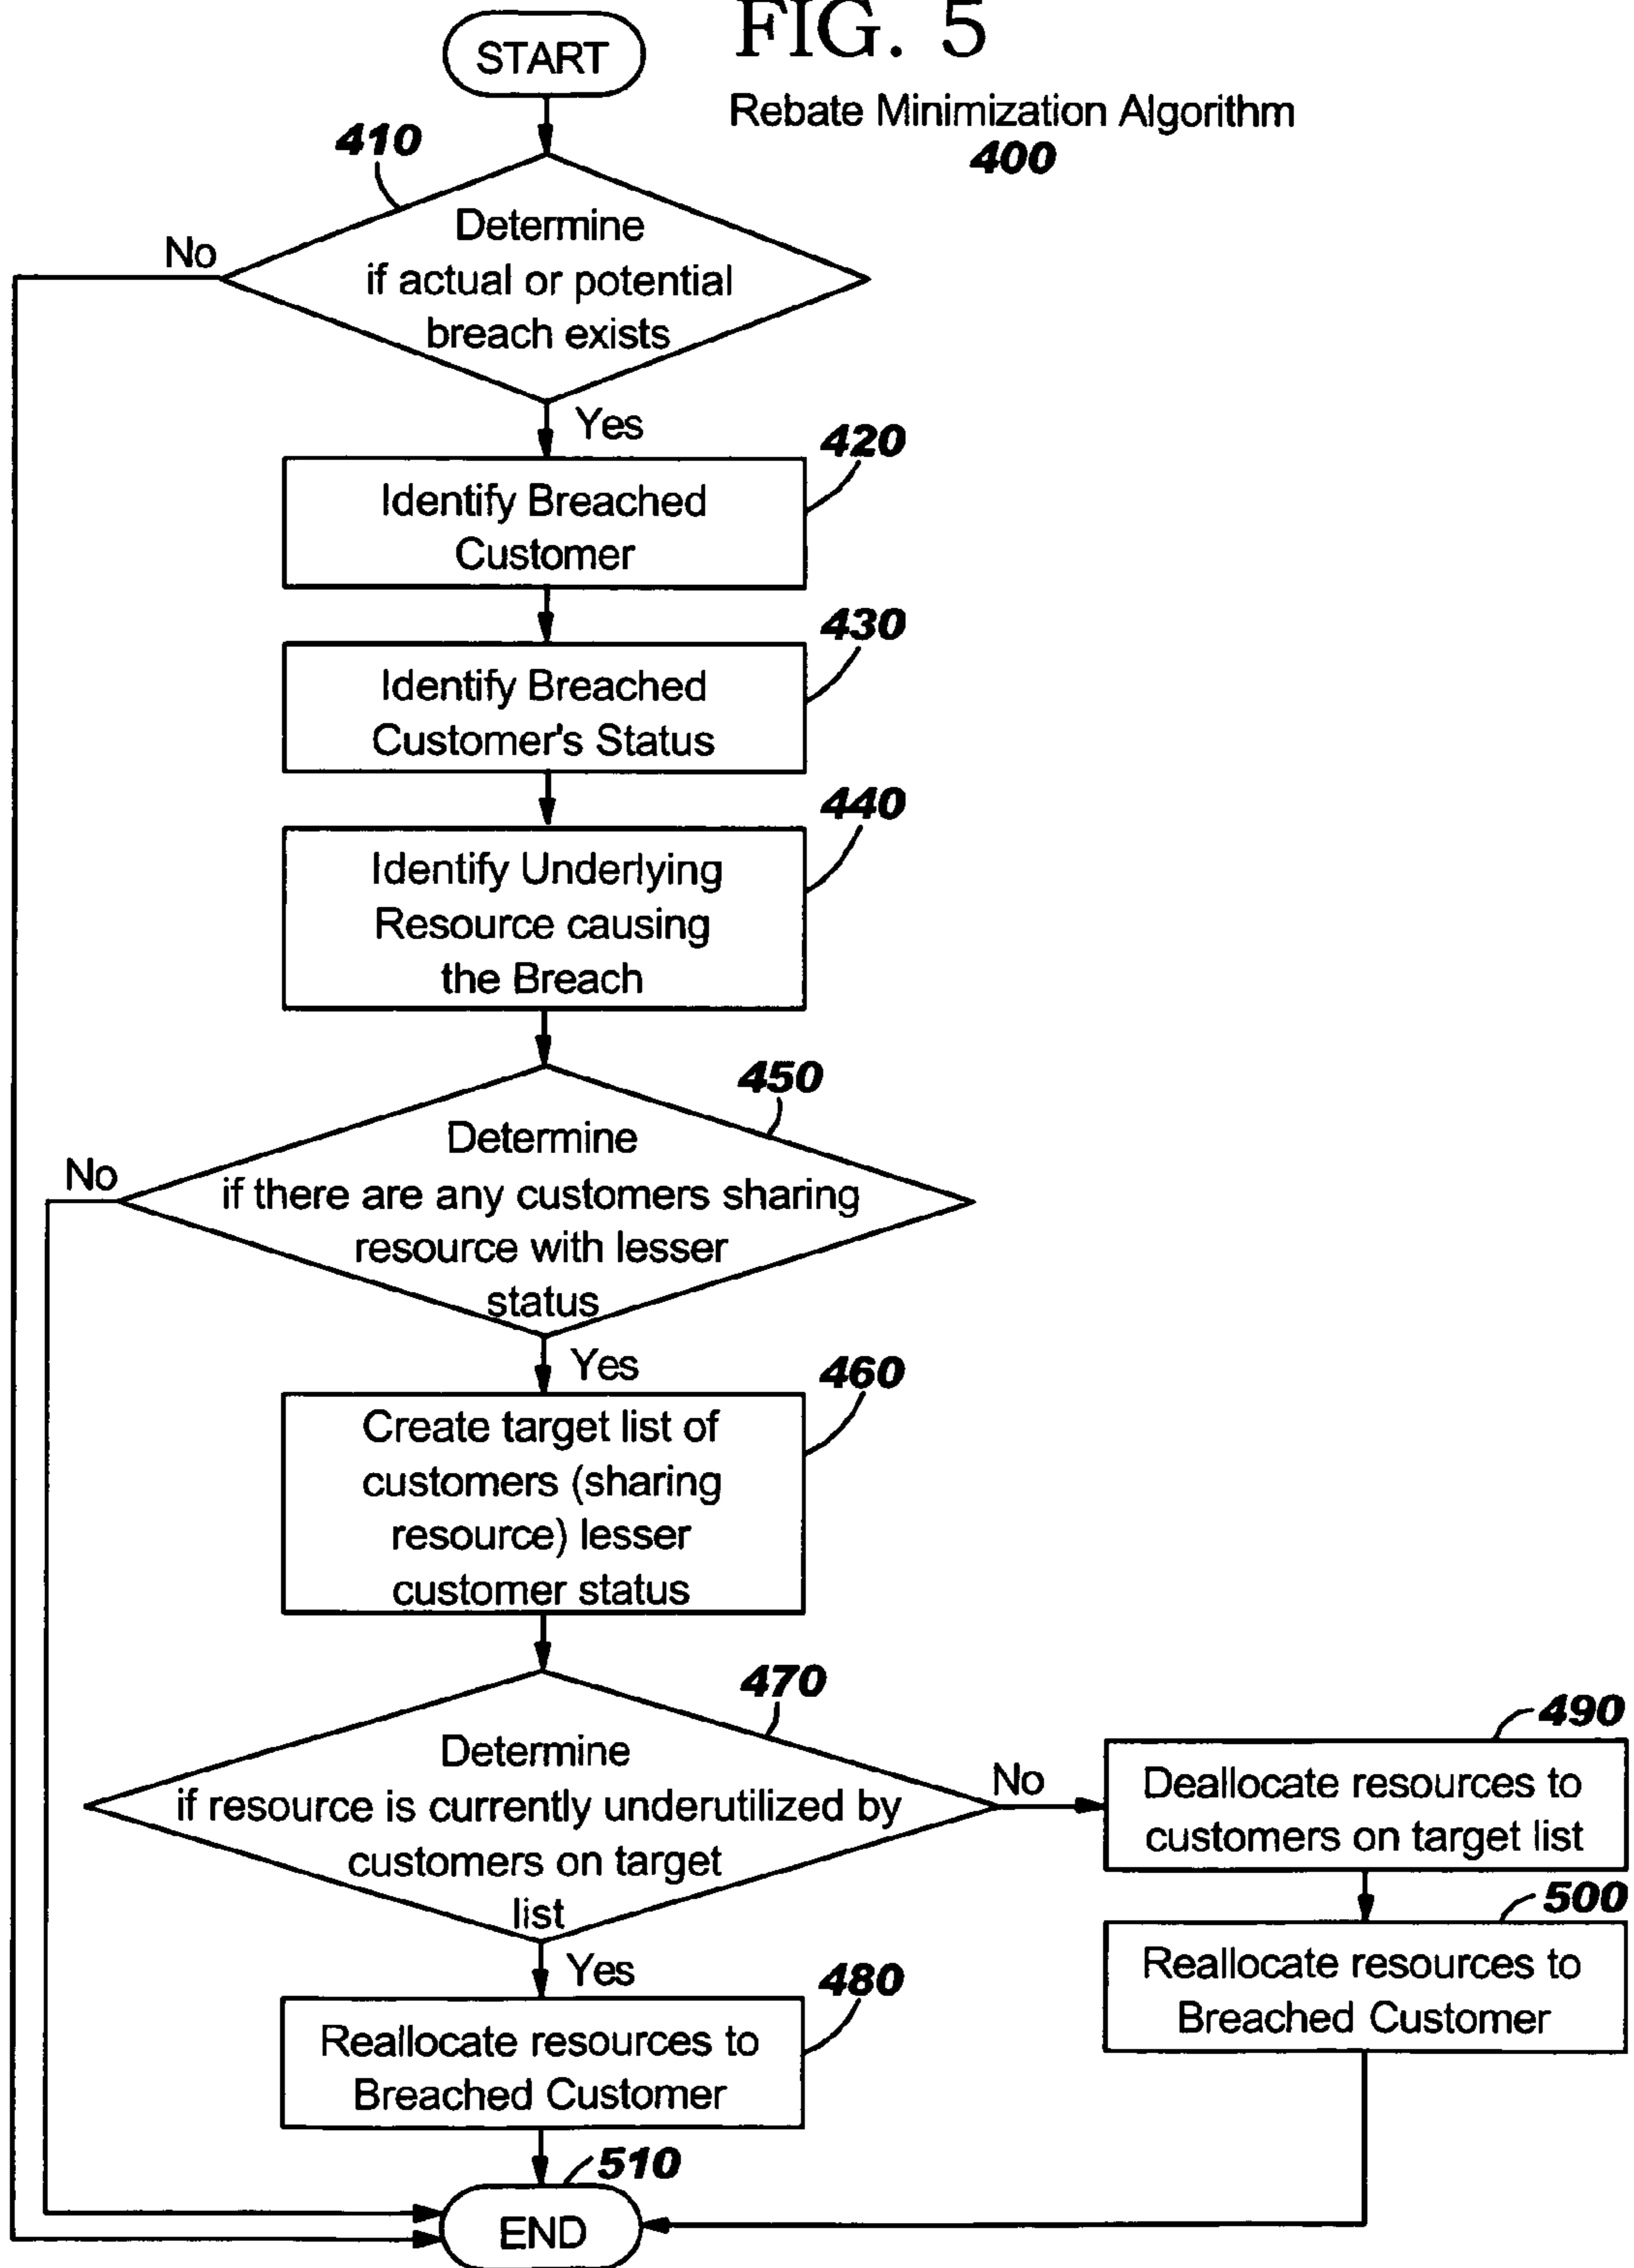 FIG. 5
START
Rebate Minimization Algorithm
400
410
Determine
if actual or potential
breach exists
No
Yes
420
Identify Breached
Customer
430
Identify Breached
Customer's Status
440
Identify Underlying
Resource causing
the Breach
450
Determine
if there are any customers sharing
resource with lesser
status
No
Yes
460
Create target list of
customers (sharing
resource) lesser
customer status
470
Determine
if resource is currently underutilized by
customers on target
list
No
490
Deallocate resources to
customers on target list
500
Reallocate resources to
Breached Customer
Yes
480
Reallocate resources to
Breached Customer
510
END